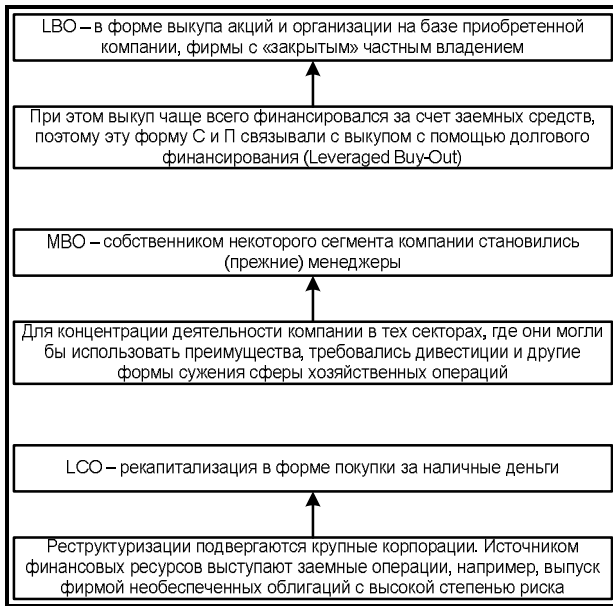 LBO – в форме выкупа акций и организации на базе приобретенной
компании, фирмы с «закрытым» частным владением
При этом выкуп чаще всего финансировался за счет заемных средств,
поэтому эту форму С и П связывали с выкупом с помощью долгового
финансирования (Leveraged Buy-Out)
MBO – собственником некоторого сегмента компании становились
(прежние) менеджеры
Для концентрации деятельности компании в тех секторах, где они могли
бы использовать преимущества, требовались дивестиции и другие
формы сужения сферы хозяйственных операций
LCO – рекапитализация в форме покупки за наличные деньги
Реструктуризации подвергаются крупные корпорации. Источником
финансовых ресурсов выступают заемные операции, например, выпуск
фирмой необеспеченных облигаций с высокой степенью риска